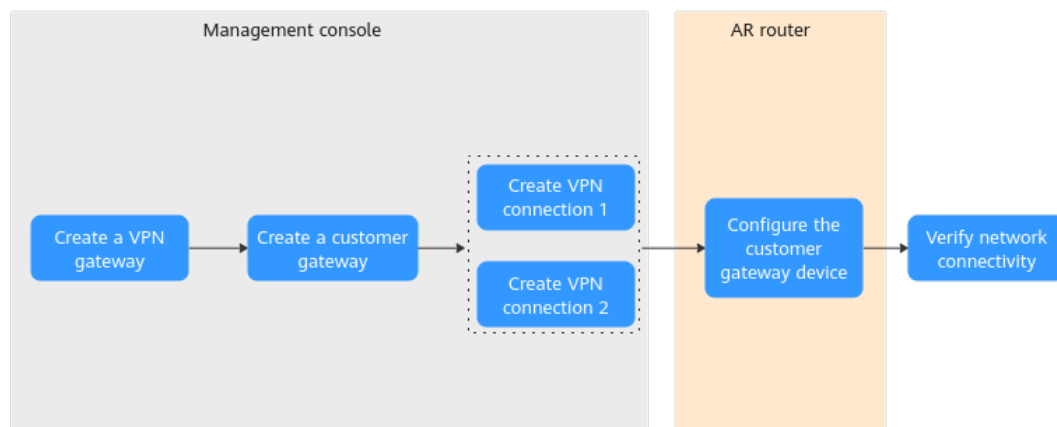 Management console
AR router
Create a VPN
gateway
Create a customer
gateway
Create VPN
connection 1
Create VPN
connection 2
Configure the
customer
gateway device
Verify network
connectivity